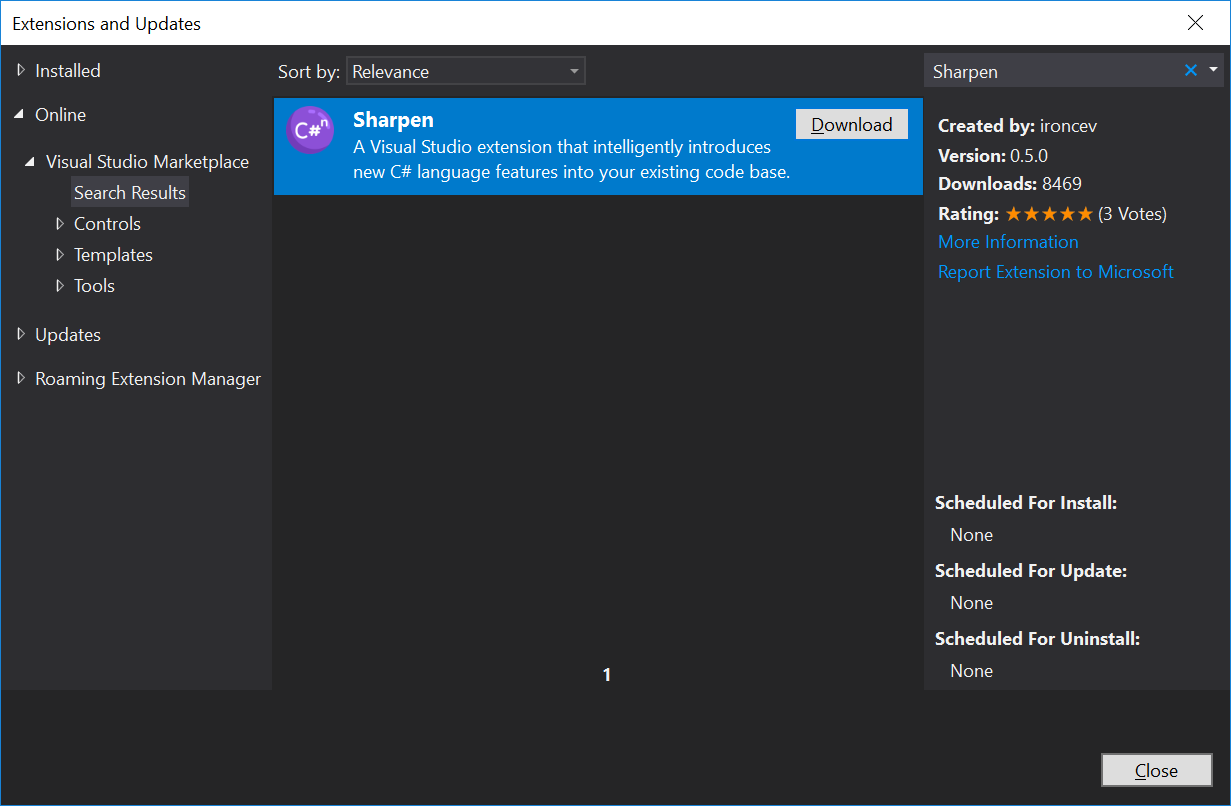 Extensions and Updates
Installed
Online
Visual Studio Marketplace
Search Results
Controls
Templates
Tools
Updates
Roaming Extension Manager
Sort by: Relevance
C#n
Sharpen
Download
A Visual Studio extension that intelligently introduces
new C# language features into your existing code base.
1
Sharpen
Created by: ironcev
Version: 0.5.0
Downloads: 8469
Rating: ★★★★★ (3 Votes)
More Information
Report Extension to Microsoft
Scheduled For Install:
None
Scheduled For Update:
None
Scheduled For Uninstall:
None
Close